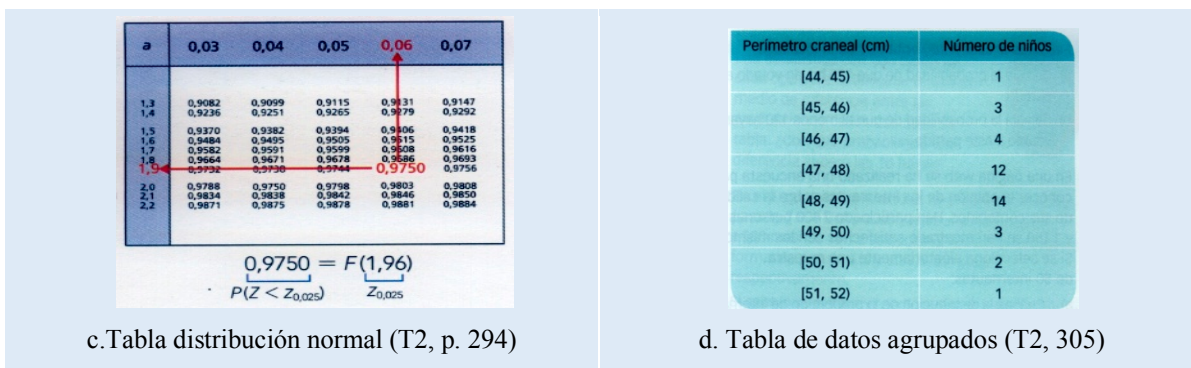 a 0,03 0,04 0,05 0,06 0,07
1,3 0,9082 0,9099 0,9115 0,9131 0,9147
1,4 0,9236 0,9251 0,9265 0,9279 0,9292
1,5 0,9370 0,9382 0,9394 0,9406 0,9418
1,6 0,9484 0,9495 0,9505 0,9515 0,9525
1,7 0,9582 0,9591 0,9599 0,9608 0,9616
1,8 0,9664 0,9671 0,9678 0,9686 0,9693
1,9 0,9732 0,9738 0,9744 0,9750 0,9756
2,0 0,9788 0,9750 0,9798 0,9803 0,9808
2,1 0,9834 0,9838 0,9842 0,9846 0,9850
2,2 0,9871 0,9875 0,9878 0,9881 0,9884
0,9750 = F(1,96)
P(Z < Z0,025) Z0,025
c.Tabla distribución normal (T2, p. 294)
Perímetro craneal (cm) Número de niños
[44, 45) 1
[45, 46) 3
[46, 47) 4
[47, 48) 12
[48, 49) 14
[49, 50) 3
[50, 51) 2
[51, 52) 1
d. Tabla de datos agrupados (T2, 305)